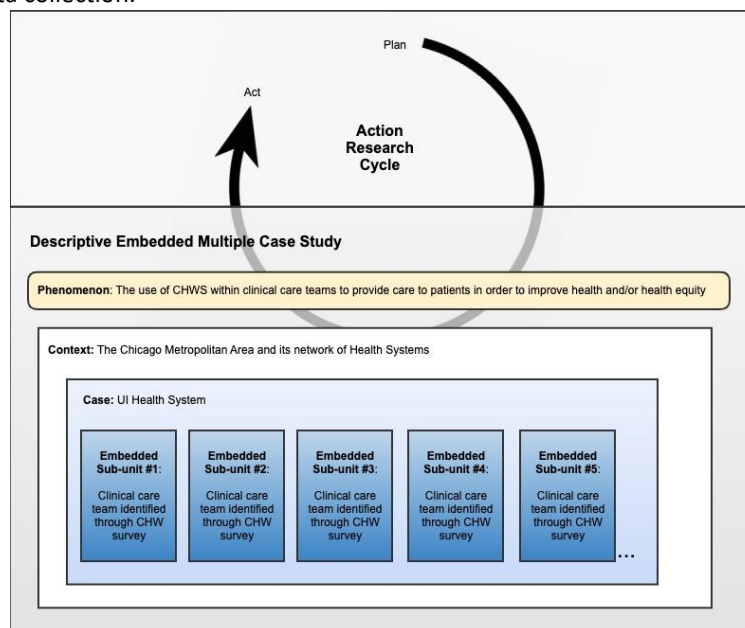 ta collection.
Plan
Act
Action
Research
Cycle
Descriptive Embedded Multiple Case Study
Phenomenon: The use of CHWS within clinical care teams to provide care to patients in order to improve health and/or health equity
Context: The Chicago Metropolitan Area and its network of Health Systems
Case: UI Health System
Embedded
Sub-unit #1:
Clinical care
team identified
through CHW
survey
Embedded
Sub-unit #2:
Clinical care
team identified
through CHW
survey
Embedded
Sub-unit #3:
Clinical care
team identified
through CHW
survey
Embedded
Sub-unit #4:
Clinical care
team identified
through CHW
survey
Embedded
Sub-unit #5:
Clinical care
team identified
through CHW
survey
...